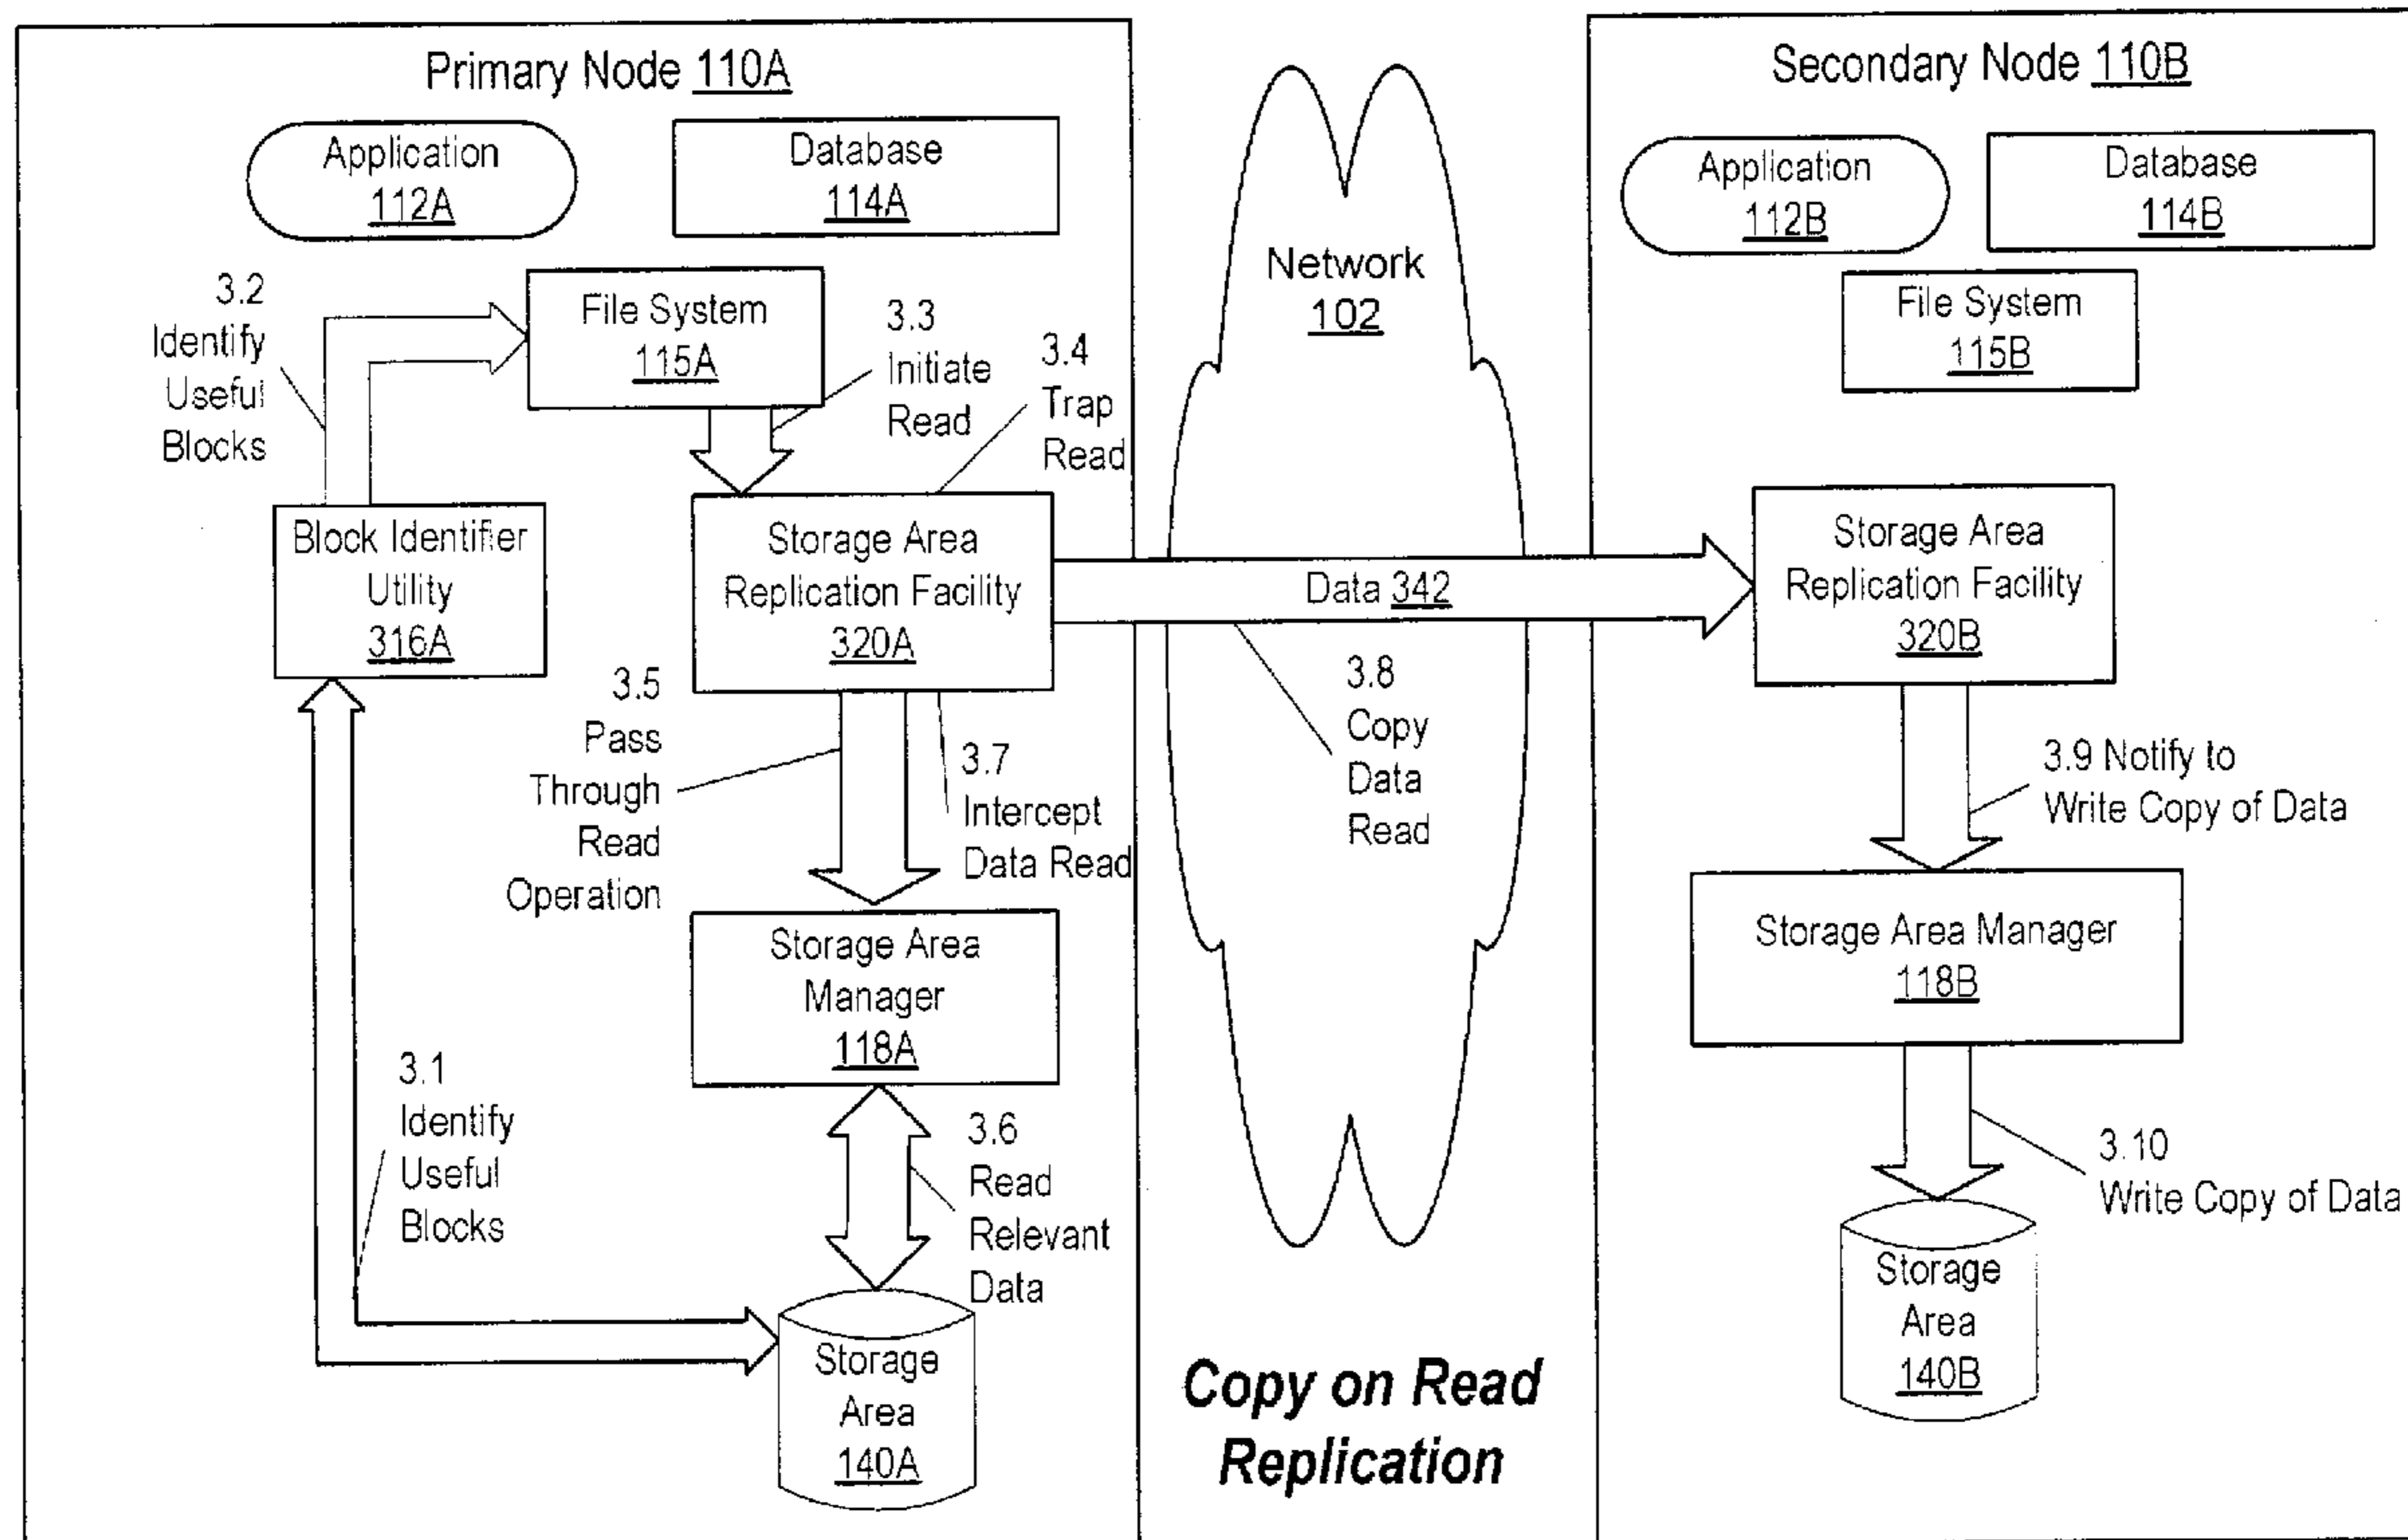 Primary Node 110A
Application
112A
Database
114A
3.2
Identify
Useful
Blocks
File System
115A
3.3
Initiate
Read
3.4
Trap
Read
Block Identifier
Utility
316A
Storage Area
Replication Facility
320A
3.5
Pass
Through
Read
Operation
3.7
Intercept
Data Read
Storage Area
Manager
118A
3.1
Identify
Useful
Blocks
3.6
Read
Relevant
Data
Storage
Area
140A
Network
102
Data 342
3.8
Copy
Data
Read
Copy on Read
Replication
Secondary Node 110B
Application
112B
Database
114B
File System
115B
Storage Area
Replication Facility
320B
3.9 Notify to
Write Copy of Data
Storage Area Manager
118B
3.10
Write Copy of Data
Storage
Area
140B